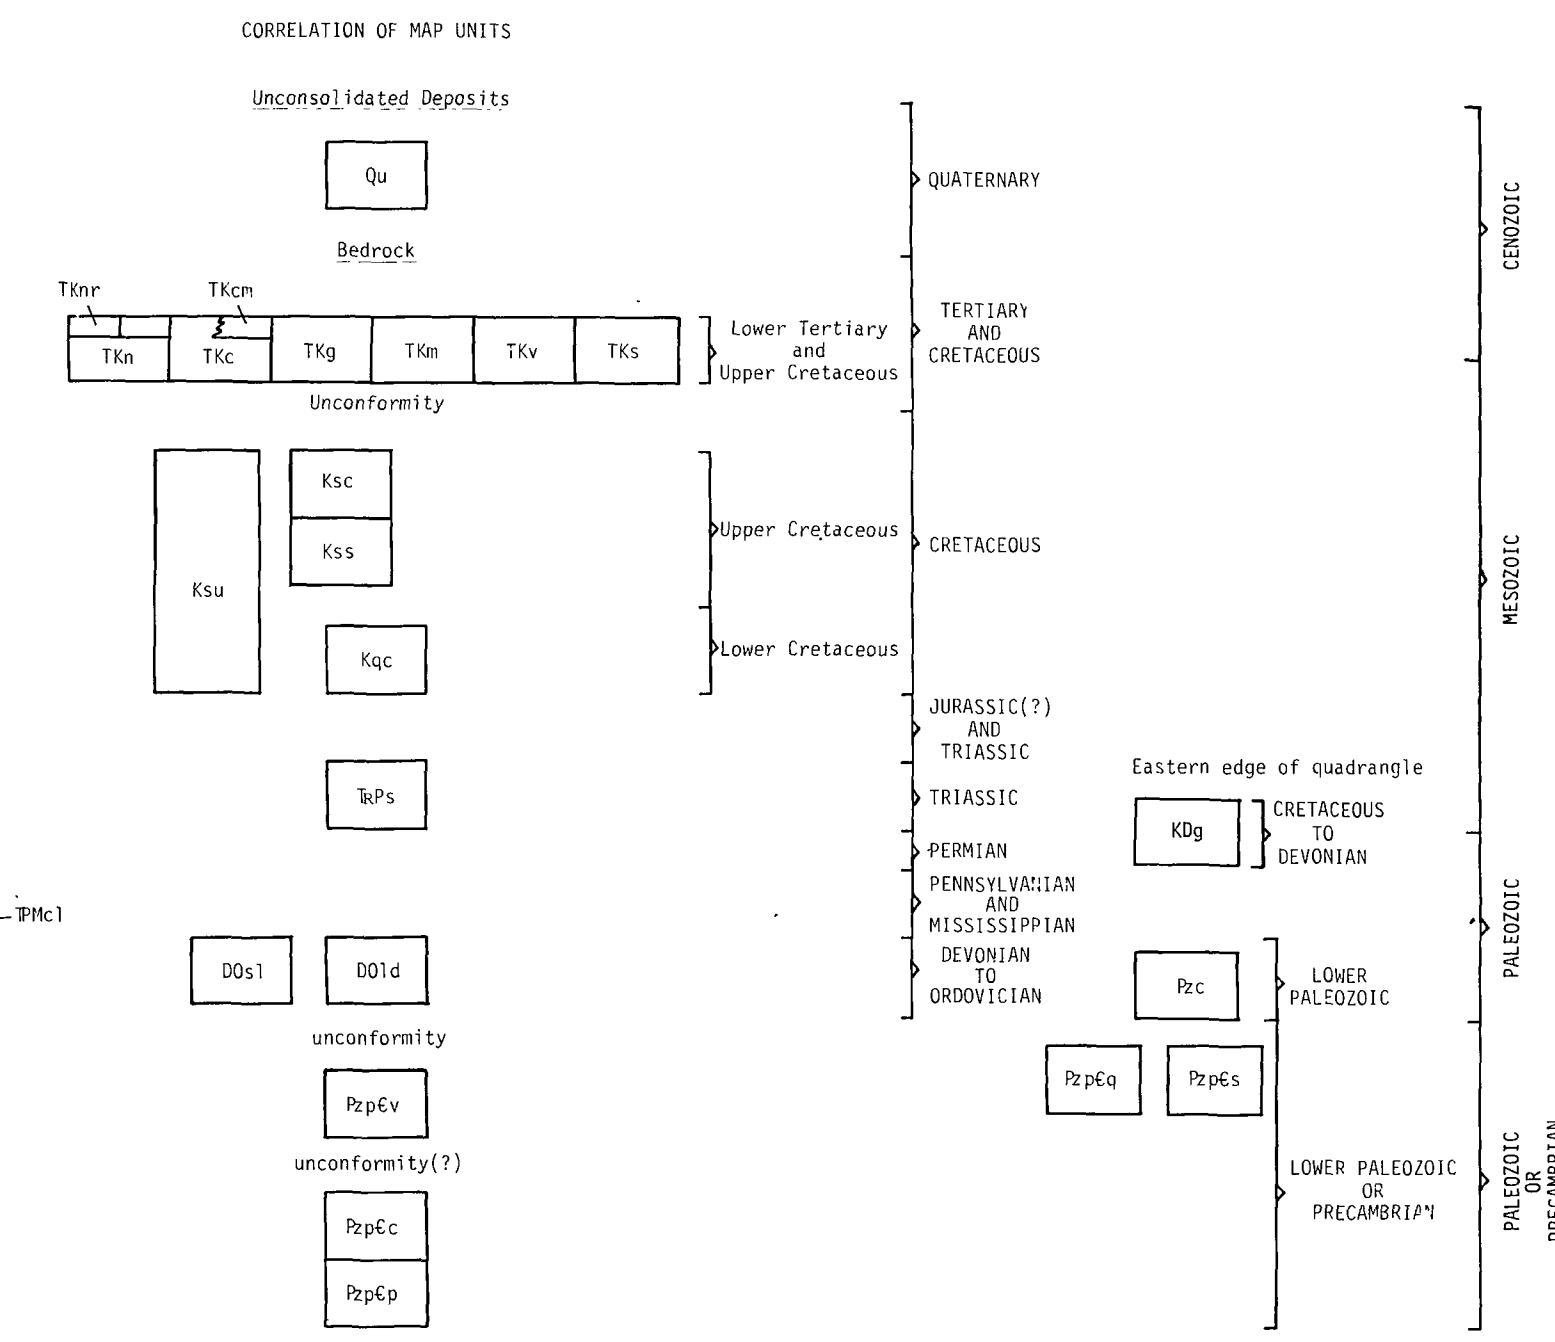 CORRELATION OF MAP UNITS
Unconsolidated Deposits
Qu
Bedrock
TKnr
TKcm
TKn
TKc
TKg
TKm
TKv
TKs
Lower Tertiary
and
Upper Cretaceous
Unconformity
Ksc
Kss
Ksu
Kqc
Upper Cretaceous
Lower Cretaceous
TRPs
TPMcl
DOsl
DOld
unconformity
Pzp€v
unconformity(?)
Pzp€c
Pzp€p
QUATERNARY
TERTIARY
AND
CRETACEOUS
CRETACEOUS
JURASSIC(?)
AND
TRIASSIC
TRIASSIC
PERMIAN
PENNSYLVANIAN
AND
MISSISSIPPIAN
DEVONIAN
TO
ORDOVICIAN
Eastern edge of quadrangle
KDg
CRETACEOUS
TO
DEVONIAN
Pzc
LOWER
PALEOZOIC
Pzp€q
Pzp€s
LOWER PALEOZOIC
OR
PRECAMBRIAN
CENOZOIC
MESOZOIC
PALEOZOIC
PALEOZOIC
OR
PRECAMBRIAN